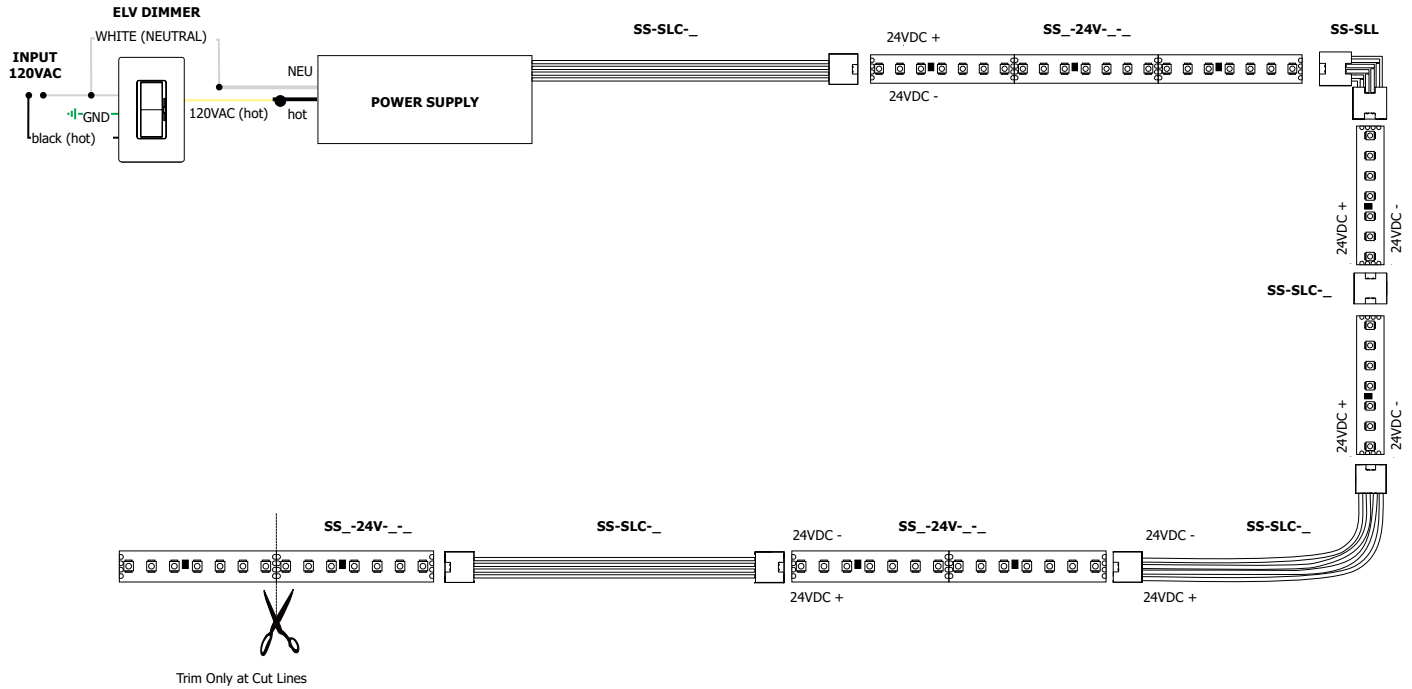 ELV DIMMER
WHITE (NEUTRAL)
INPUT
120VAC
GND
black (hot)
120VAC (hot)
NEU
hot
POWER SUPPLY
SS-SLC-_
24VDC +
SS_-24V-_-_
24VDC -
SS-SLL
24VDC +
24VDC -
SS-SLC-_
24VDC +
24VDC -
SS_-24V-_-_
SS-SLC-_
24VDC -
SS_-24V-_-_
24VDC +
24VDC -
SS-SLC-_
24VDC +
Trim Only at Cut Lines